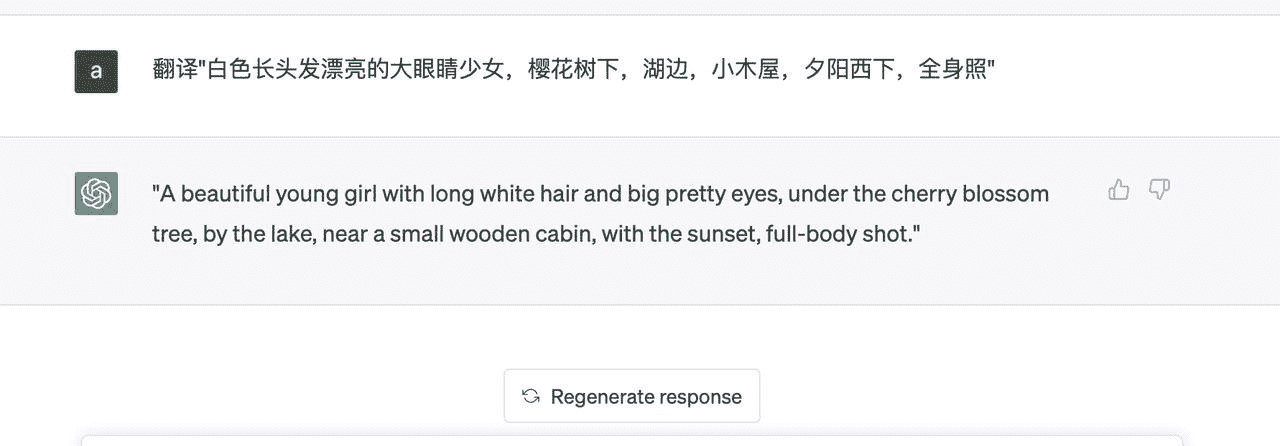 a
翻译"白色长头发漂亮的大眼睛少女，樱花树下，湖边，小木屋，夕阳西下，全身照"
"A beautiful young girl with long white hair and big pretty eyes, under the cherry blossom
tree, by the lake, near a small wooden cabin, with the sunset, full-body shot."
Regenerate response